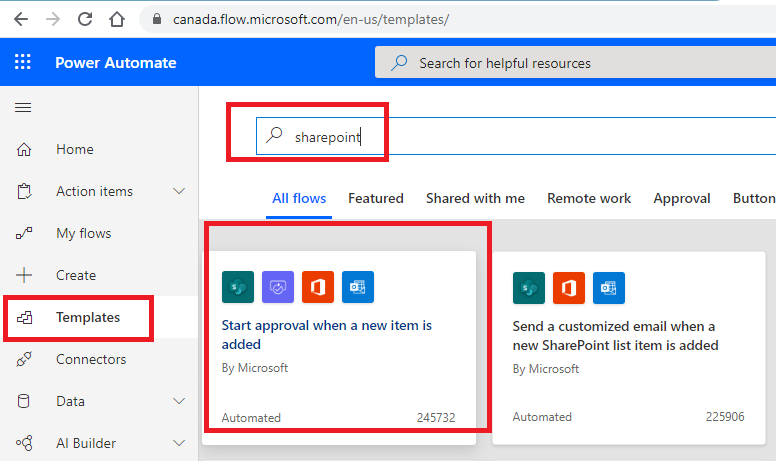 canada.flow.microsoft.com/en-us/templates/
Power Automate
Search for helpful resources
sharepoint
Home
Action items
My flows
Create
Templates
Connectors
Data
AI Builder
All flows Featured Shared with me Remote work Approval Button
Start approval when a new item is
added
By Microsoft
Automated 245732
Send a customized email when a
new SharePoint list item is added
By Microsoft
Automated 225906